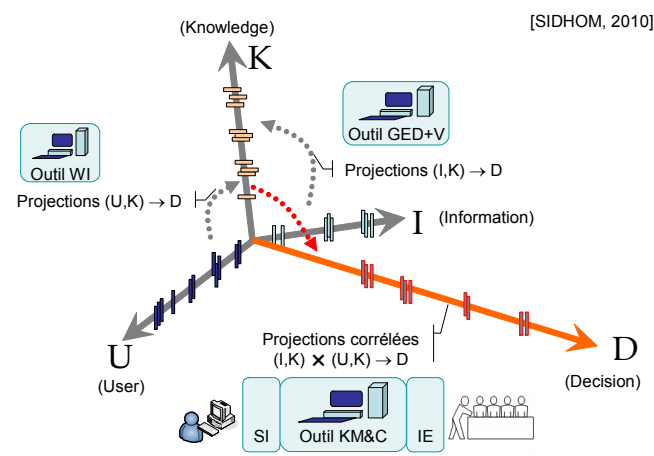 [SIDHOM, 2010]
(Knowledge)
K
Outil GED+V
Outil WI
Projections (I,K) → D
Projections (U,K) → D
I (Information)
U
(User)
D
(Decision)
Projections corrélées
(I,K) × (U,K) → D
SI Outil KM&C IE